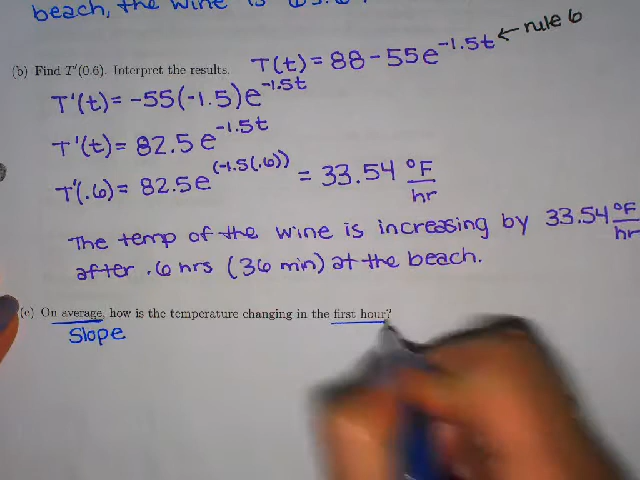 beach, the wine is
(b) Find T'(0.6). Interpret the results. T(t) = 88 - 55e^-1.5t ← rule 6
T'(t) = -55(-1.5)e^-1.5t
T'(t) = 82.5 e^-1.5t
T'(.6) = 82.5e^(-1.5(.6)) = 33.54 °F/hr
The temp of the wine is increasing by 33.54 °F/hr
after .6 hrs (36 min) at the beach.
(c) On average, how is the temperature changing in the first hour?
Slope